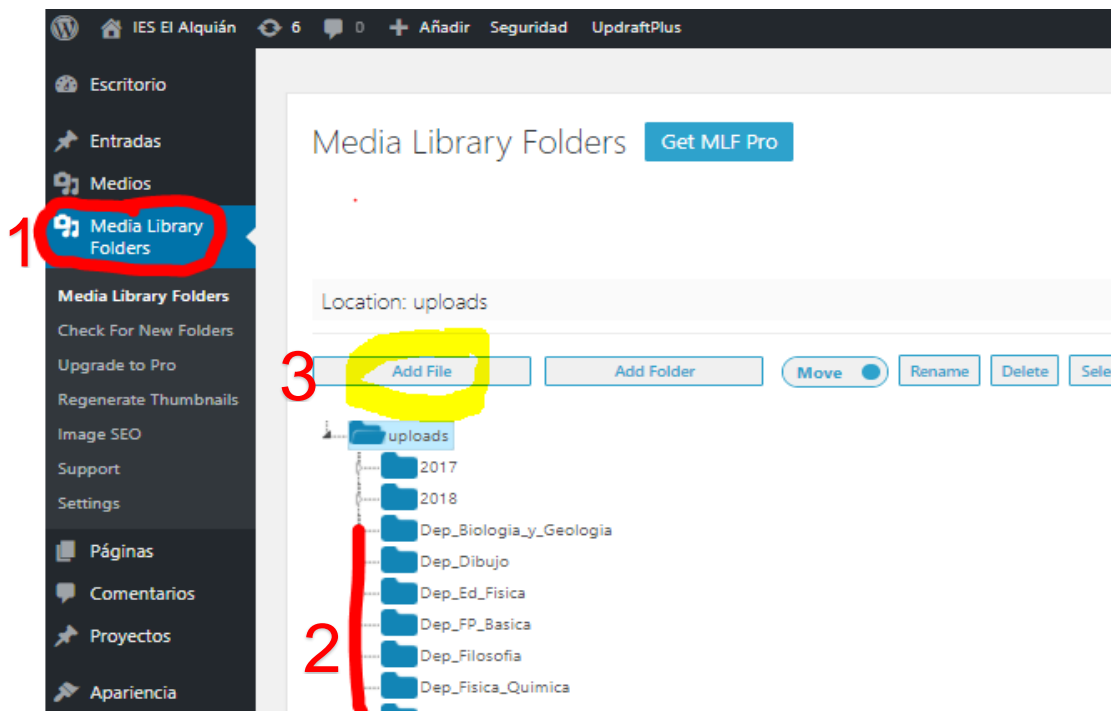 IES El Alquián 6 0 Añadir Seguridad UpdraftPlus
Escritorio
Entradas
Medios
1
Media Library
Folders
Media Library Folders
Check For New Folders
Upgrade to Pro
Regenerate Thumbnails
Image SEO
Support
Settings
Páginas
Comentarios
Proyectos
Apariencia
Media Library Folders Get MLF Pro
Location: uploads
3 Add File Add Folder Move Rename Delete Sele
uploads
2017
2018
Dep_Biologia_y_Geologia
Dep_Dibujo
Dep_Ed_Fisica
Dep_FP_Basica
2
Dep_Filosofia
Dep_Fisica_Quimica